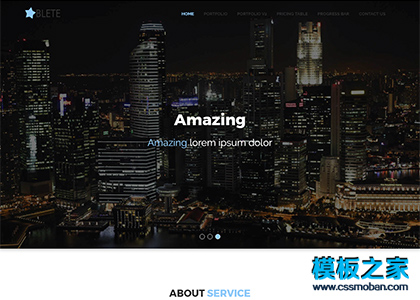 BLETE
HOME PORTFOLIO PORTFOLIO V2 PRICING TABLE PROGRESS BAR CONTACT US
Amazing
Amazing lorem ipsum dolor
ABOUT SERVICE
模板之家
www.cssmoban.com